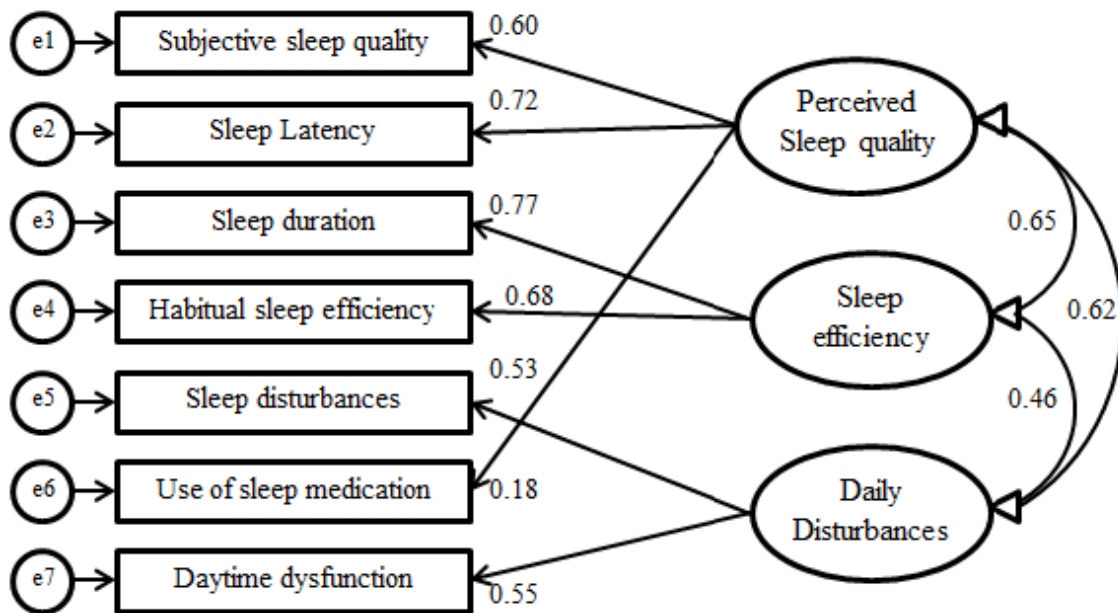 e1
Subjective sleep quality
0.60
e2
Sleep Latency
0.72
Perceived
Sleep quality
e3
Sleep duration
0.77
0.65
e4
Habitual sleep efficiency
0.68
Sleep
efficiency
0.62
e5
Sleep disturbances
0.53
0.46
e6
Use of sleep medication
0.18
Daily
Disturbances
e7
Daytime dysfunction
0.55